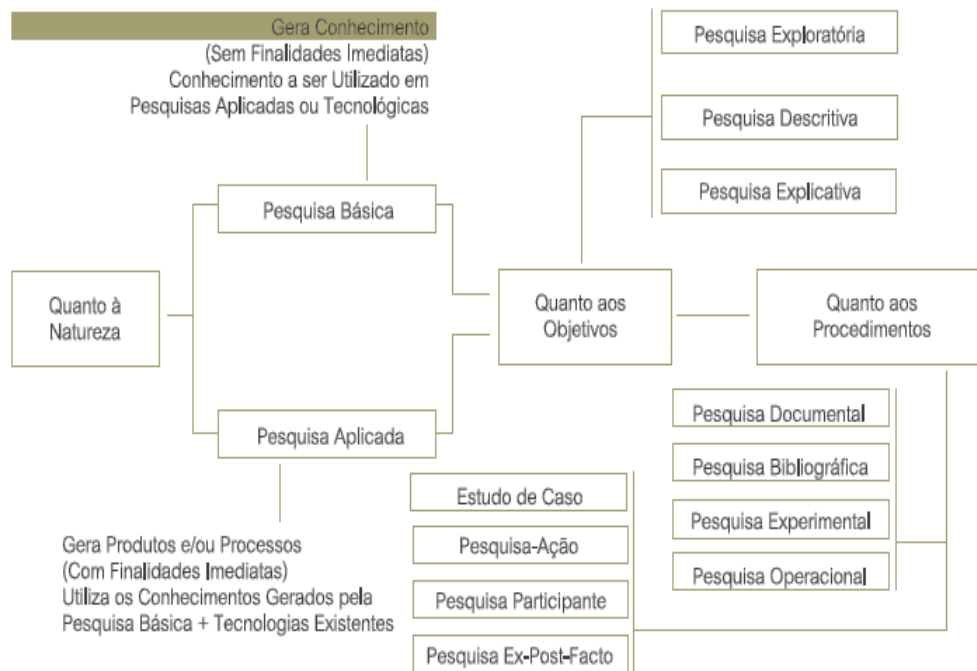 Gera Conhecimento
(Sem Finalidades Imediatas)
Conhecimento a ser Utilizado em
Pesquisas Aplicadas ou Tecnológicas
Pesquisa Exploratória
Pesquisa Descritiva
Pesquisa Explicativa
Pesquisa Básica
Quanto à
Natureza
Quanto aos
Objetivos
Quanto aos
Procedimentos
Pesquisa Aplicada
Pesquisa Documental
Pesquisa Bibliográfica
Pesquisa Experimental
Pesquisa Operacional
Estudo de Caso
Pesquisa-Ação
Pesquisa Participante
Pesquisa Ex-Post-Facto
Gera Produtos e/ou Processos
(Com Finalidades Imediatas)
Utiliza os Conhecimentos Gerados pela
Pesquisa Básica + Tecnologias Existentes